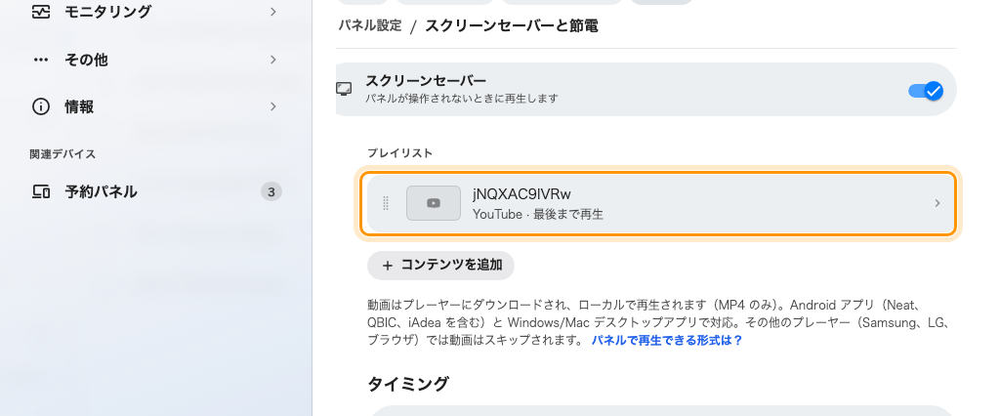 モニタリング
その他
情報
関連デバイス
予約パネル
3
パネル設定 / スクリーンセーバーと節電
スクリーンセーバー
パネルが操作されないときに再生します
プレイリスト
jNQXAC9IVRw
YouTube · 最後まで再生
+ コンテンツを追加
動画はプレーヤーにダウンロードされ、ローカルで再生されます（MP4 のみ）。Android アプリ（Neat、
QBIC、iAdea を含む）と Windows/Mac デスクトップアプリで対応。その他のプレーヤー（Samsung、LG、
ブラウザ）では動画はスキップされます。 パネルで再生できる形式は？
タイミング